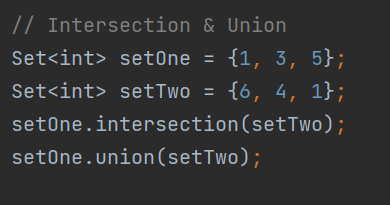 // Intersection & Union
Set<int> setOne = {1, 3, 5};
Set<int> setTwo = {6, 4, 1};
setOne.intersection(setTwo);
setOne.union(setTwo);